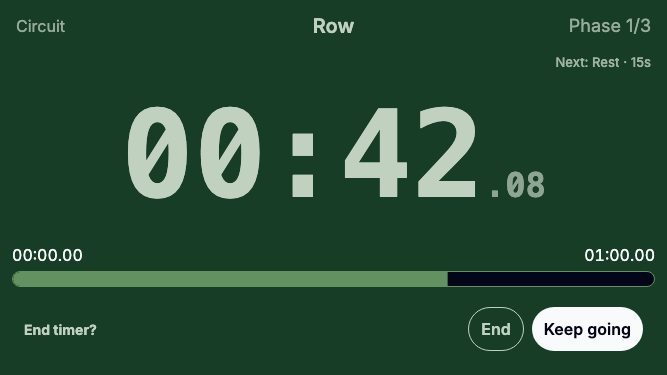 Circuit
Row
Phase 1/3
Next: Rest · 15s
00:42.08
00:00.00
01:00.00
End timer?
End
Keep going